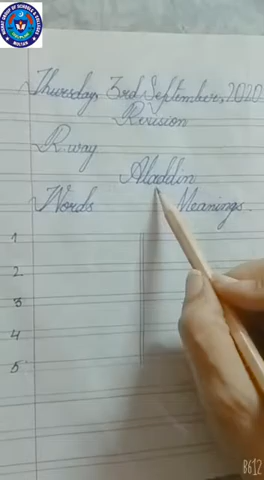 Thursday, 3rd September, 2020
Revision
R.way
Aladdin
Words Meanings.
1
2
3
4
5
B612